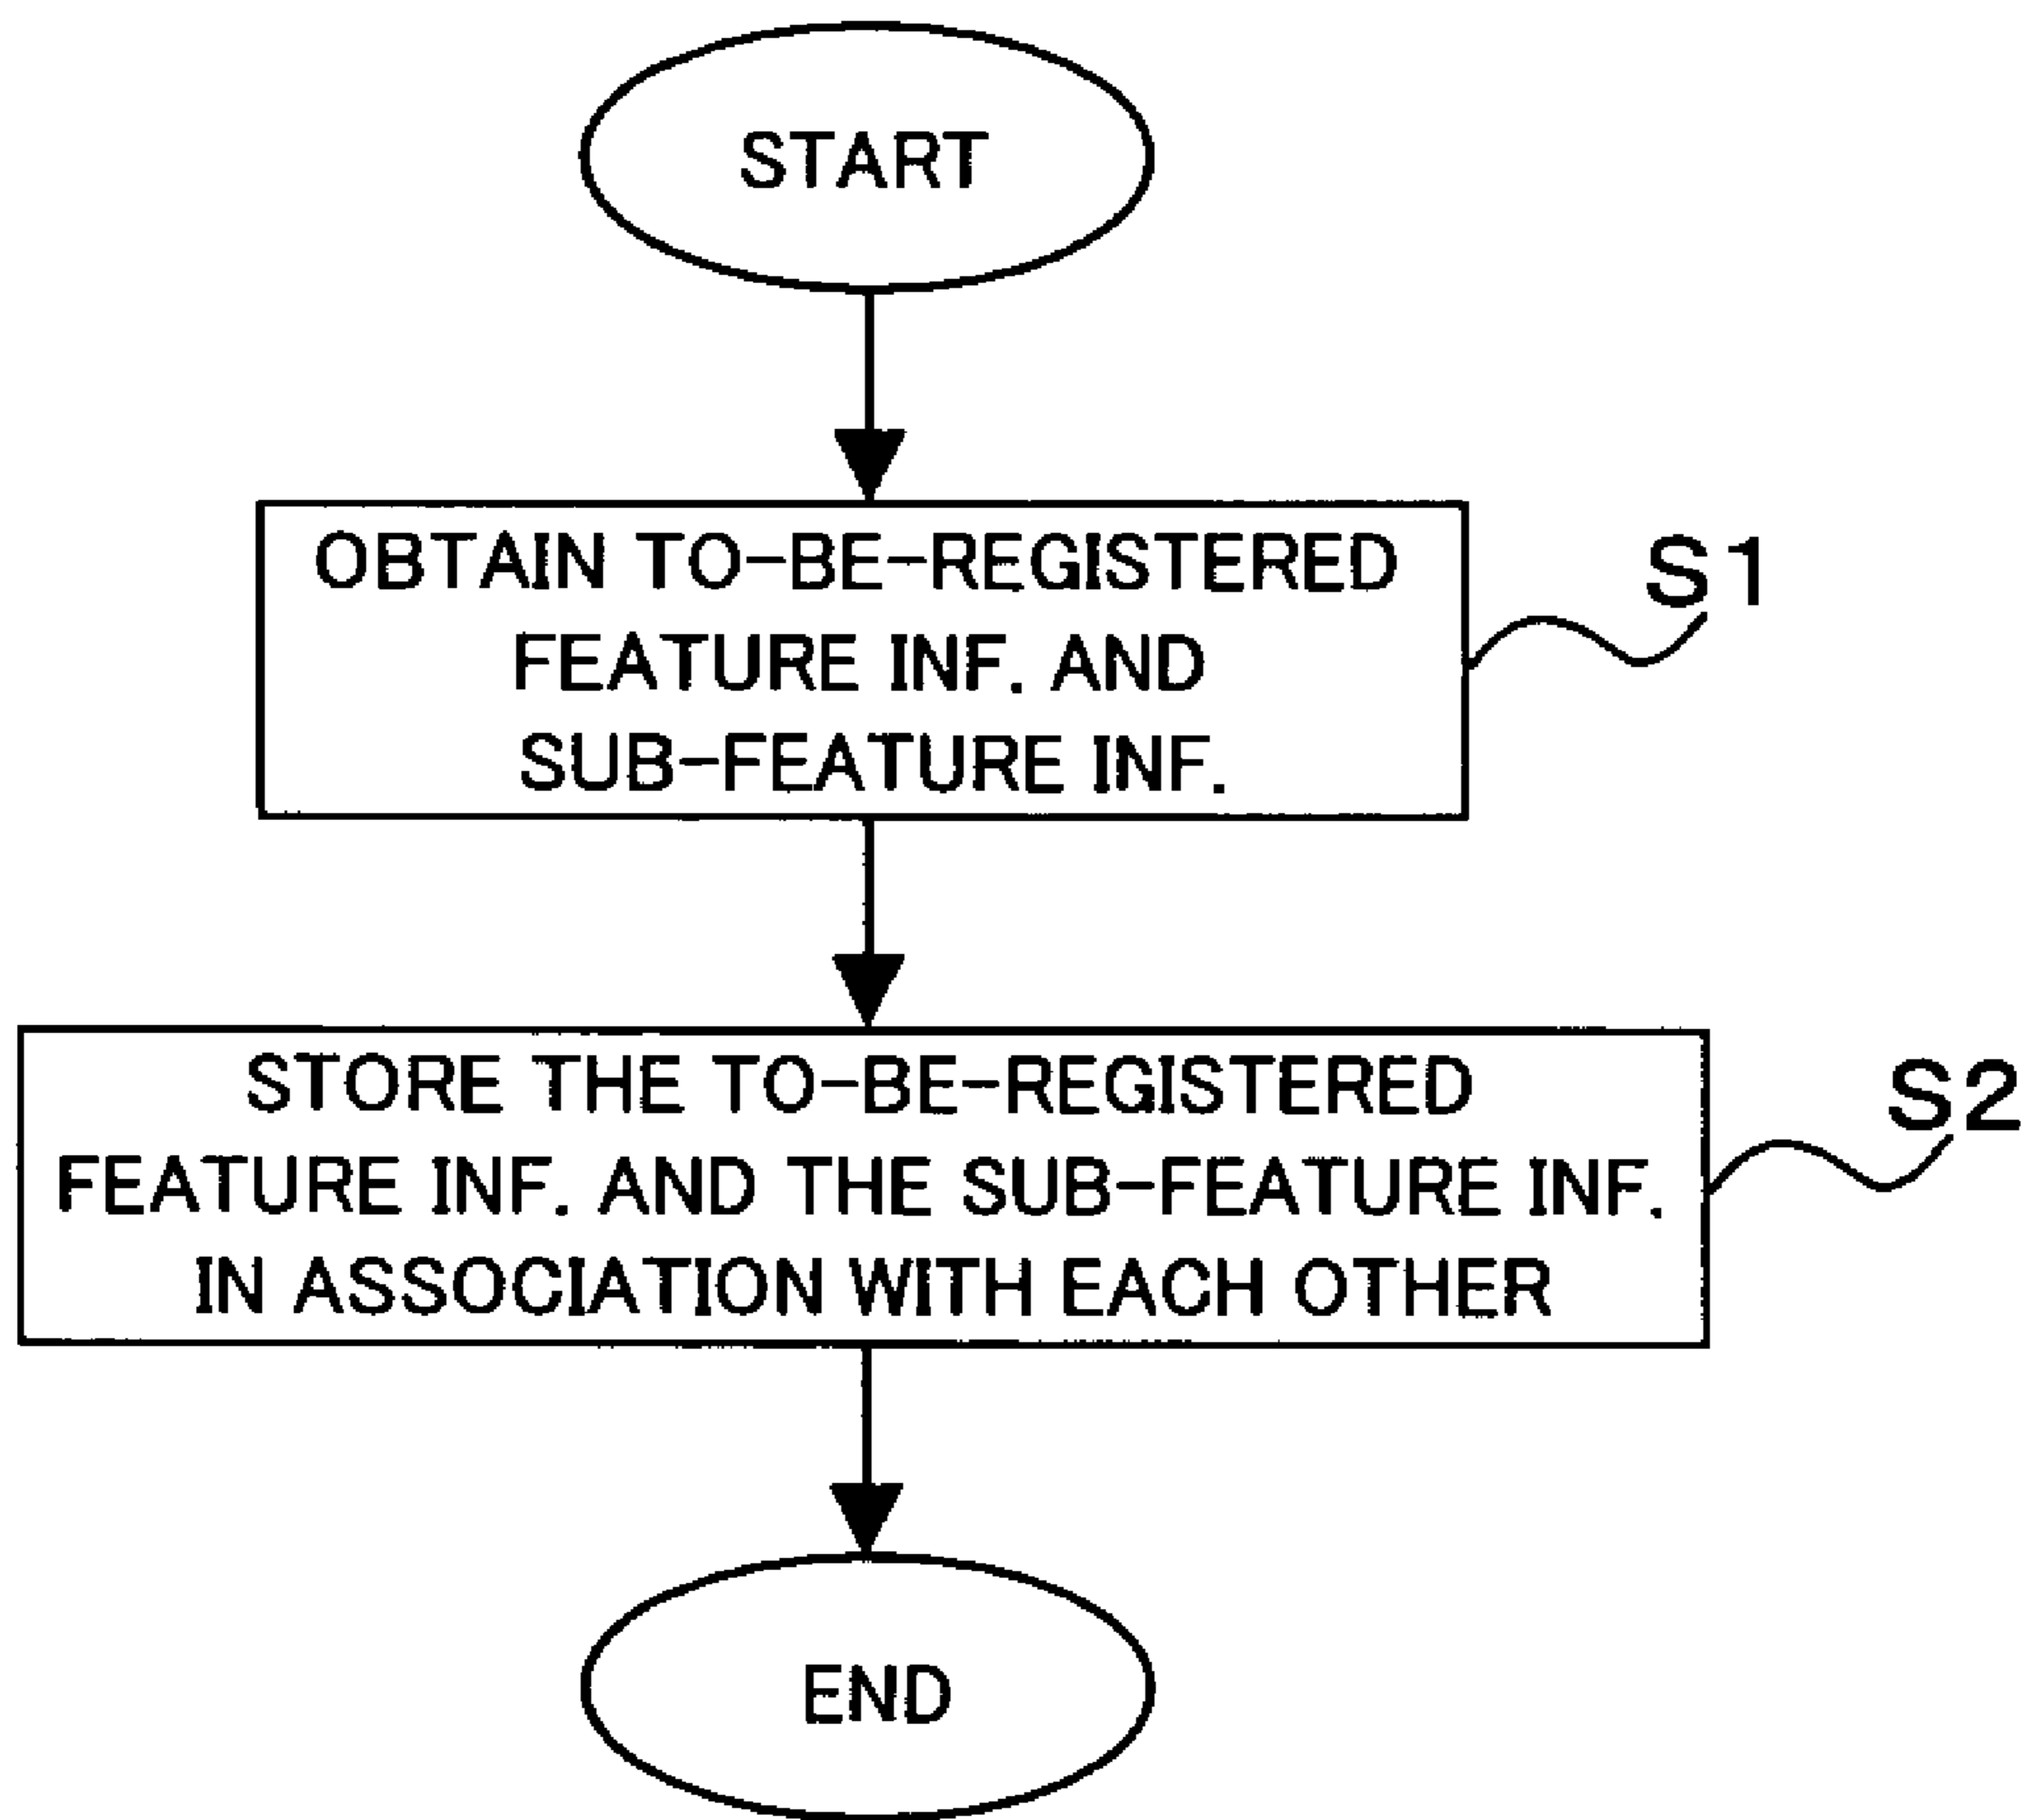 START
OBTAIN TO-BE-REGISTERED
FEATURE INF. AND
SUB-FEATURE INF.
S1
STORE THE TO-BE-REGISTERED
FEATURE INF. AND THE SUB-FEATURE INF.
IN ASSOCIATION WITH EACH OTHER
S2
END